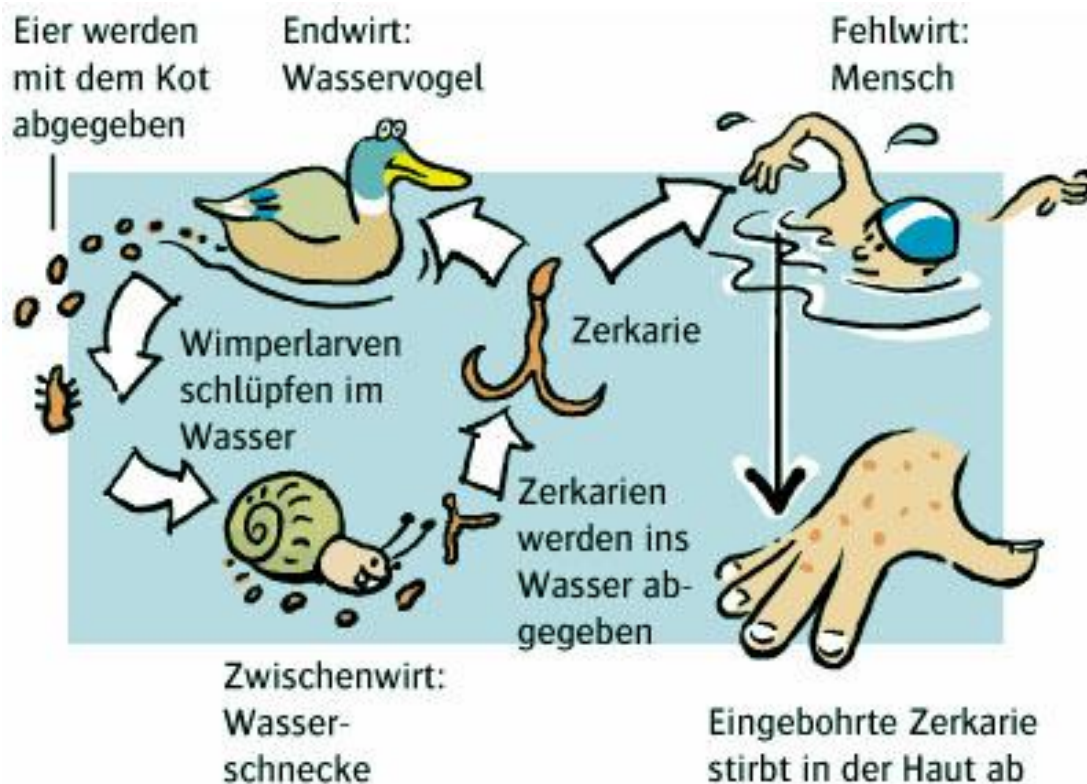 Eier werden
mit dem Kot
abgegeben
Endwirt:
Wasservogel
Fehlwirt:
Mensch
Wimperlarven
schlüpfen im
Wasser
Zerkarie
Zerkarien
werden ins
Wasser ab-
gegeben
Zwischenwirt:
Wasser-
schnecke
Eingebohrte Zerkarie
stirbt in der Haut ab